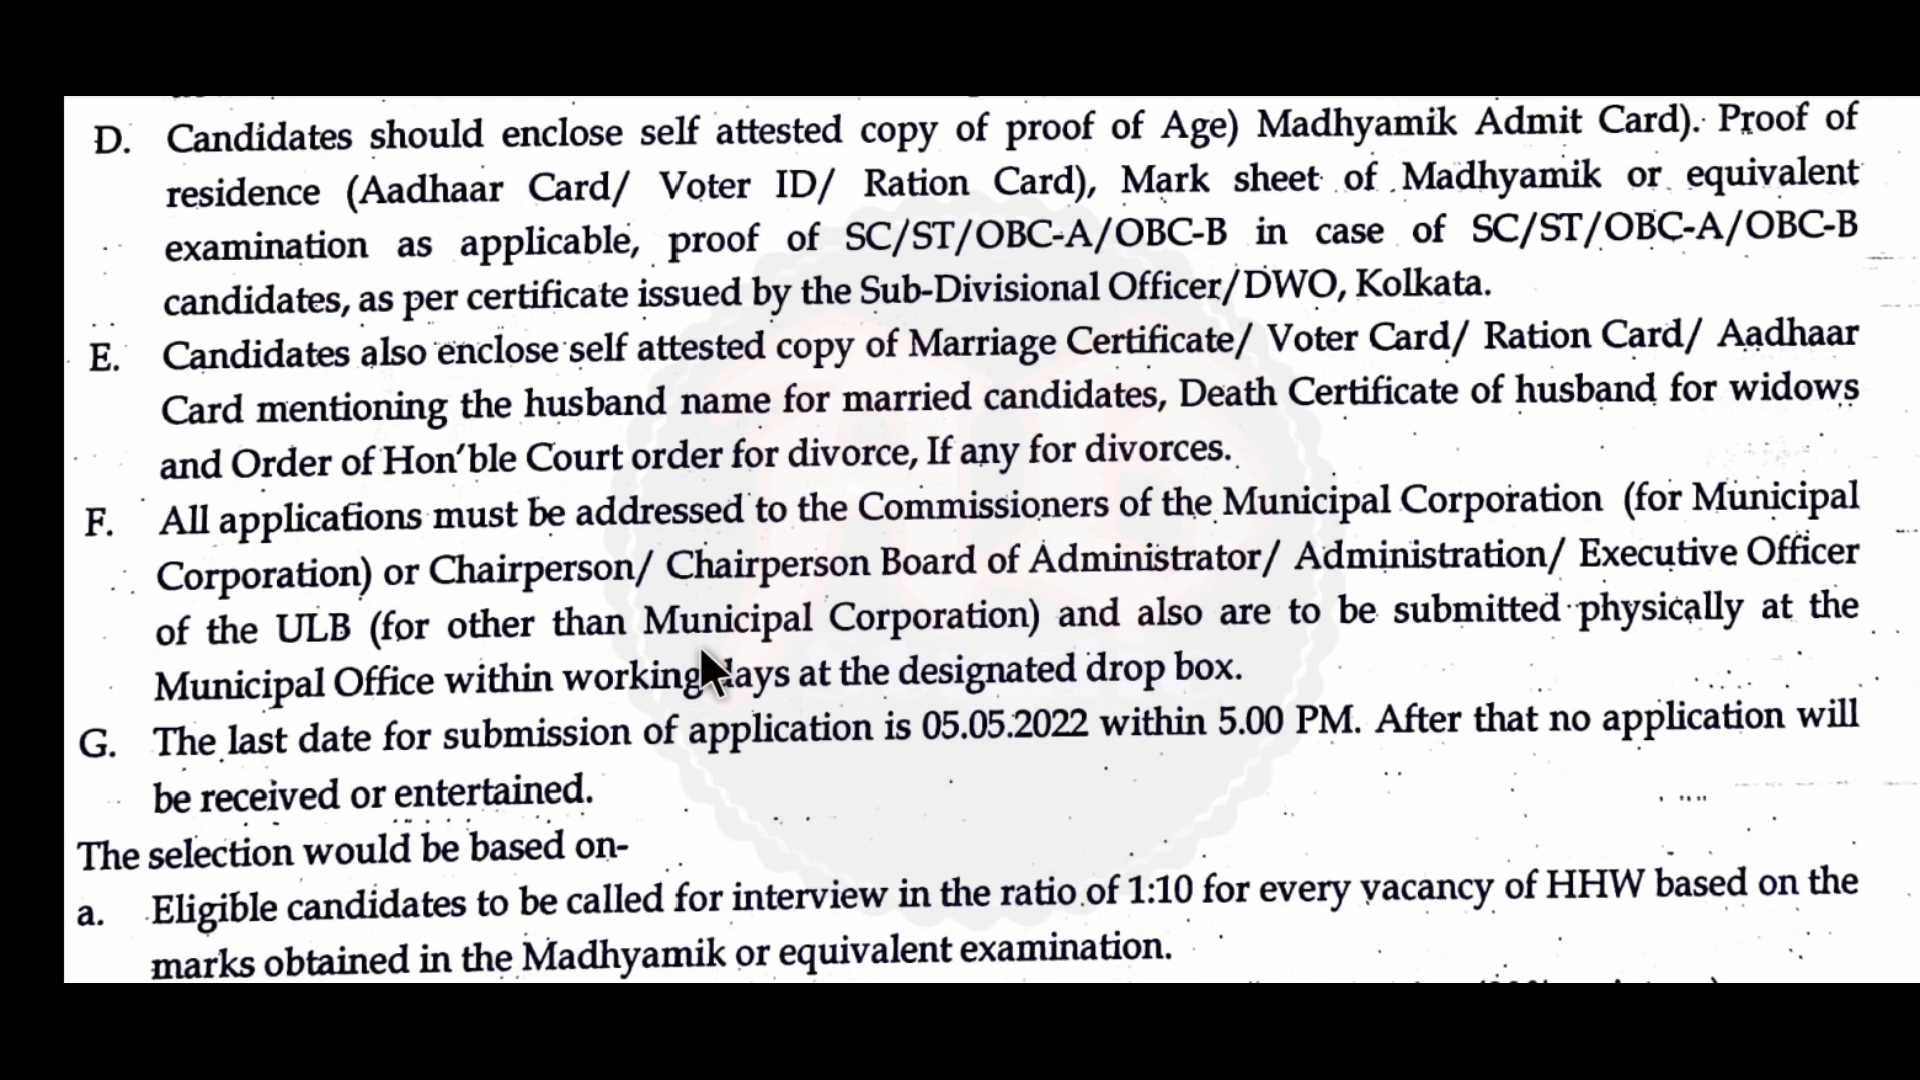 D. Candidates should enclose self attested copy of proof of Age) Madhyamik Admit Card). Proof of
residence (Aadhaar Card/ Voter ID/ Ration Card), Mark sheet of Madhyamik or equivalent
examination as applicable, proof of SC/ST/OBC-A/OBC-B in case of SC/ST/OBC-A/OBC-B
candidates, as per certificate issued by the Sub-Divisional Officer/DWO, Kolkata.
E. Candidates also enclose self attested copy of Marriage Certificate/ Voter Card/ Ration Card/ Aadhaar
Card mentioning the husband name for married candidates, Death Certificate of husband for widows
and Order of Hon'ble Court order for divorce, If any for divorces.
F. All applications must be addressed to the Commissioners of the Municipal Corporation (for Municipal
Corporation) or Chairperson/ Chairperson Board of Administrator/ Administration/ Executive Officer
of the ULB (for other than Municipal Corporation) and also are to be submitted physically at the
Municipal Office within working days at the designated drop box.
G. The last date for submission of application is 05.05.2022 within 5.00 PM. After that no application will
be received or entertained.
The selection would be based on-
a. Eligible candidates to be called for interview in the ratio of 1:10 for every vacancy of HHW based on the
marks obtained in the Madhyamik or equivalent examination.